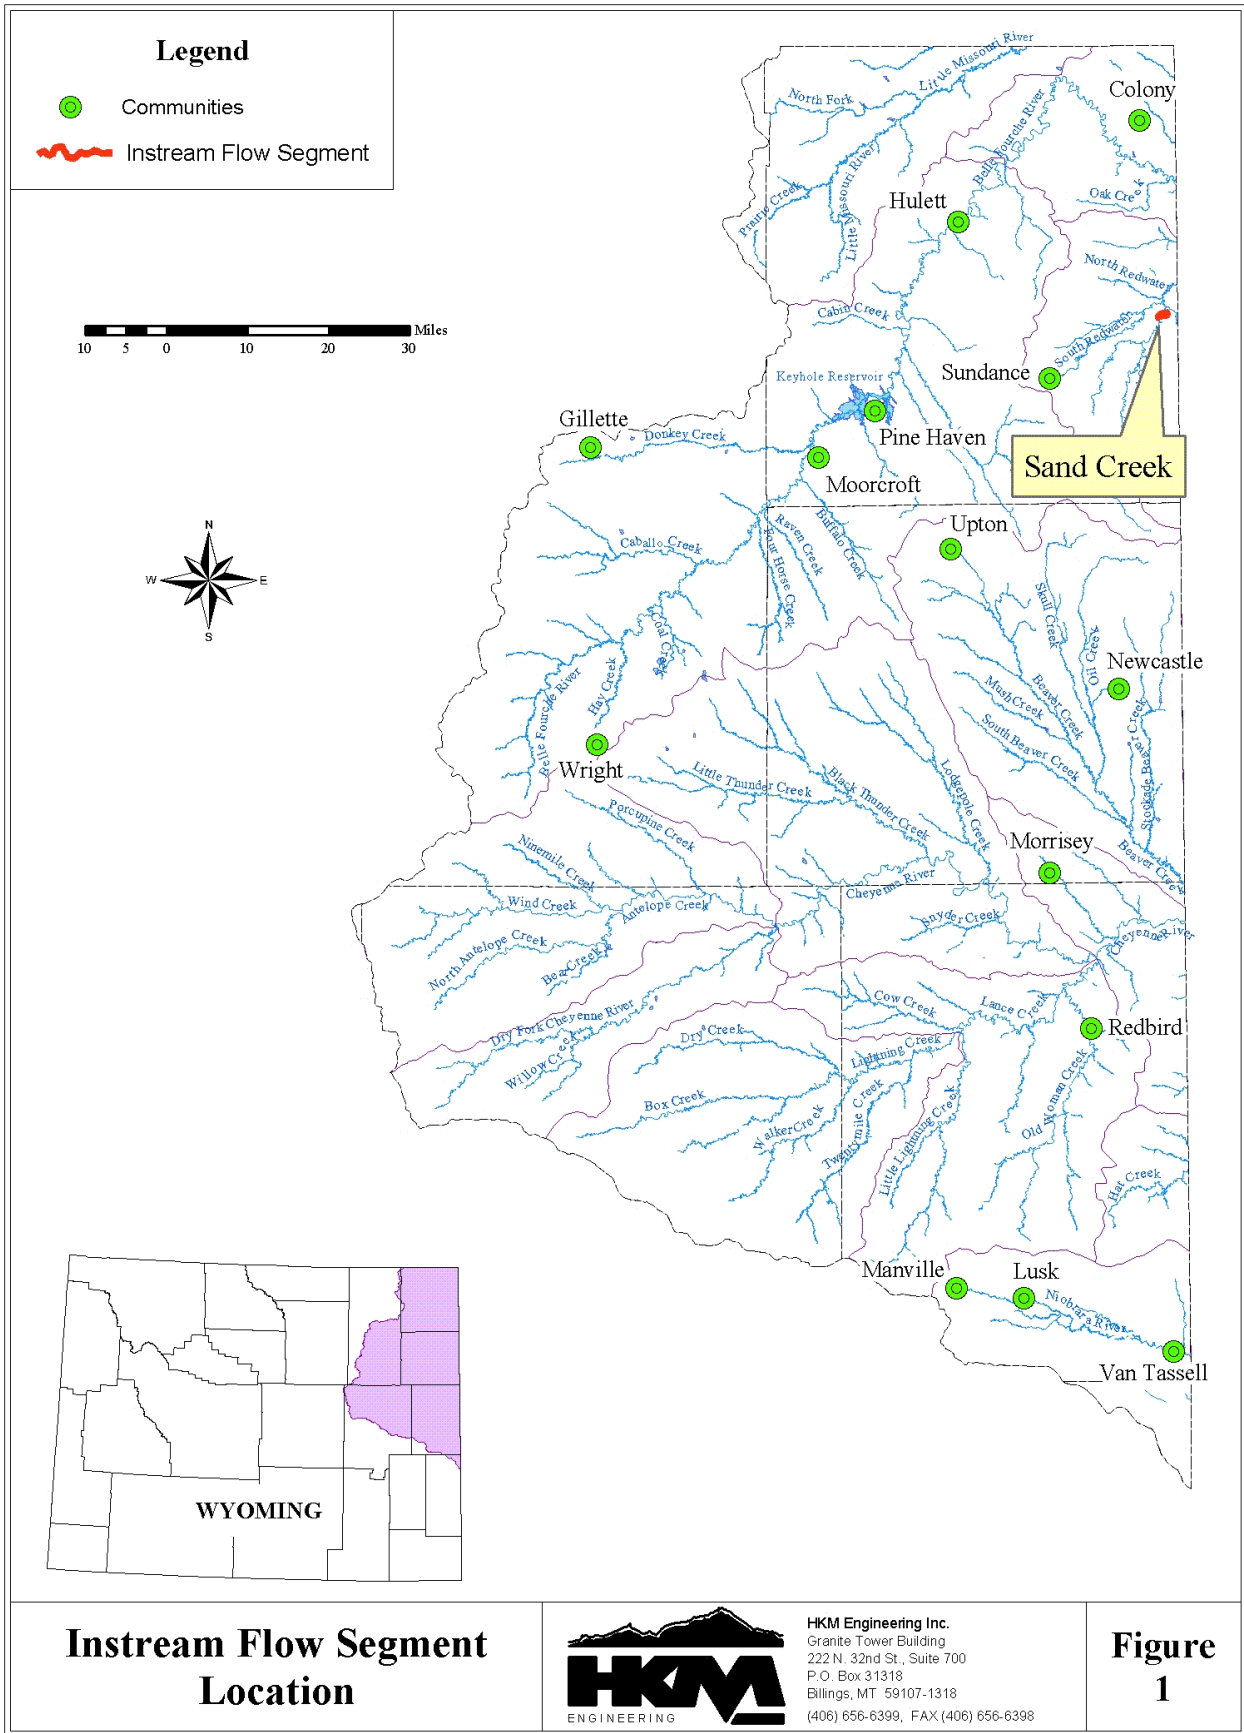 Legend
Communities
Instream Flow Segment
Miles
10 5 0 10 20 30
N
W E
S
Little Missouri River
North Fork
Colony
Belle Fourche River
Little Missouri River
Prairie Creek
Oak Creek
Hulett
North Redwater
Cabin Creek
South Redwater
Sundance
Keyhole Reservoir
Pine Haven
Gillette
Donkey Creek
Moorcroft
Sand Creek
Upton
Buffalo Creek
Raven Creek
Four Horse Creek
Caballo Creek
Skull Creek
Oil Creek
Coal Creek
Newcastle
Hay Creek
Belle Fourche River
Mush Creek
Beaver Creek
South Beaver Creek
Stockade Beaver Creek
Wright
Little Thunder Creek
Black Thunder Creek
Lodgepole Creek
Porcupine Creek
Morrisey
Beaver Creek
Ninemile Creek
Cheyenne River
Wind Creek
Antelope Creek
Snyder Creek
Cheyenne River
North Antelope Creek
Bear Creek
Cow Creek
Lance Creek
Dry Fork Cheyenne River
Redbird
Dry Creek
Willow Creek
Lightning Creek
Box Creek
Walker Creek
Twentymile Creek
Little Lightning Creek
Old Woman Creek
Hat Creek
Manville
Lusk
Niobrara River
Van Tassell
WYOMING
Instream Flow Segment
Location
HKM
ENGINEERING
HKM Engineering Inc.
Granite Tower Building
222 N. 32nd St., Suite 700
P.O. Box 31318
Billings, MT 59107-1318
(406) 656-6399, FAX (406) 656-6398
Figure
1